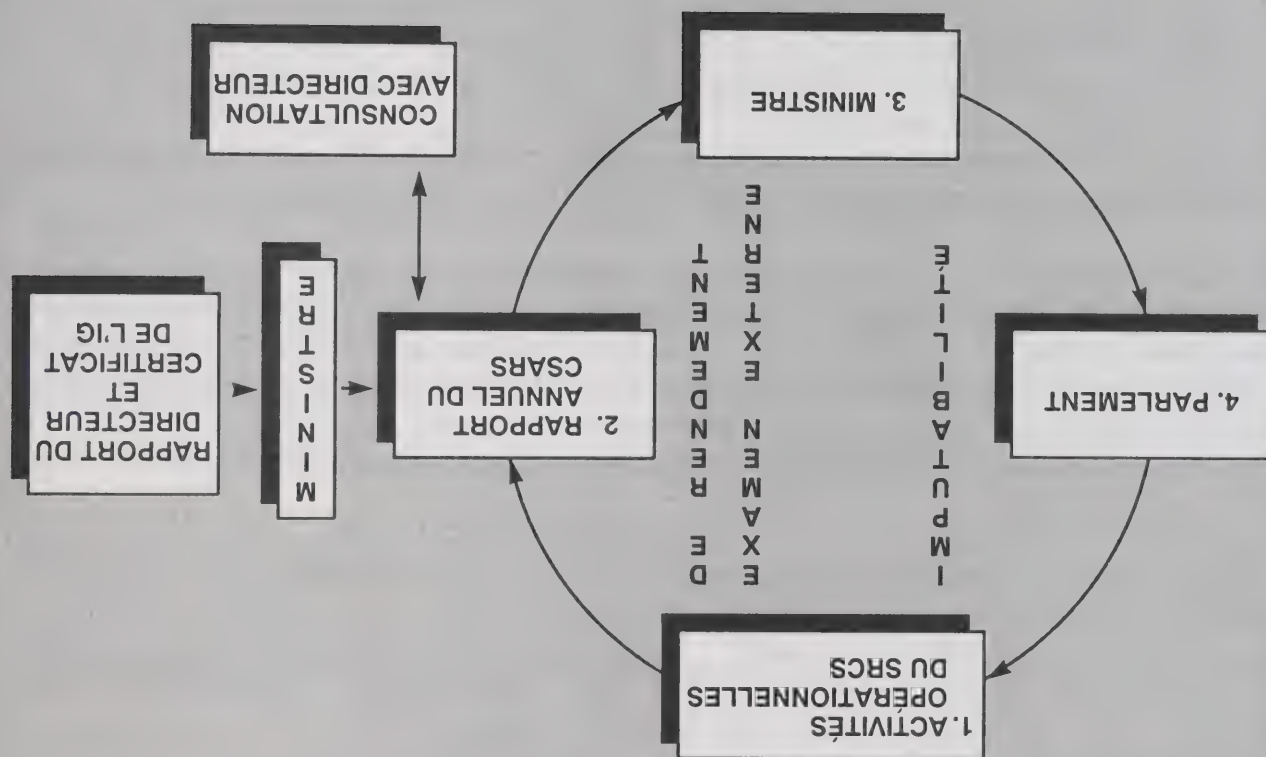 1. ACTIVITÉS
OPÉRATIONNELLES
DU SRCS
4. PARLEMENT
IMPUTABILITÉ
EXAMEN EXTERNE
DE RENDEMENT
2. RAPPORT
ANNUEL DU
CSARS
MINISTRE
RAPPORT DU
DIRECTEUR
ET
CERTIFICAT
DE L'IG
3. MINISTRE
CONSULTATION
AVEC DIRECTEUR